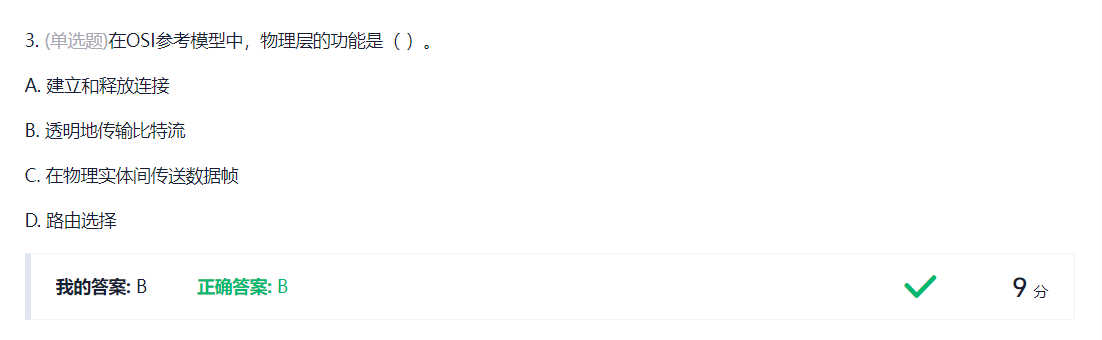 3. (单选题)在OSI参考模型中，物理层的功能是（ ）。
A. 建立和释放连接
B. 透明地传输比特流
C. 在物理实体间传送数据帧
D. 路由选择
我的答案: B 正确答案: B 9 分